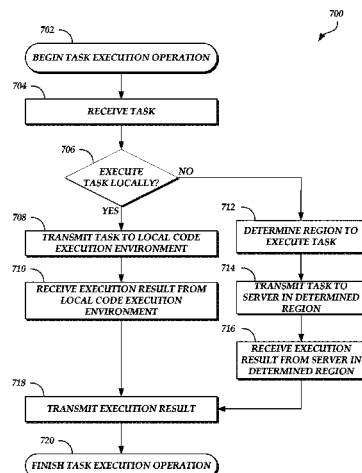 700
702
BEGIN TASK EXECUTION OPERATION
704
RECEIVE TASK
706
EXECUTE
TASK LOCALLY?
NO
YES
708
TRANSMIT TASK TO LOCAL CODE
EXECUTION ENVIRONMENT
710
RECEIVE EXECUTION RESULT FROM
LOCAL CODE EXECUTION
ENVIRONMENT
712
DETERMINE REGION TO
EXECUTE TASK
714
TRANSMIT TASK TO
SERVER IN DETERMINED
REGION
716
RECEIVE EXECUTION
RESULT FROM SERVER IN
DETERMINED REGION
718
TRANSMIT EXECUTION RESULT
720
FINISH TASK EXECUTION OPERATION